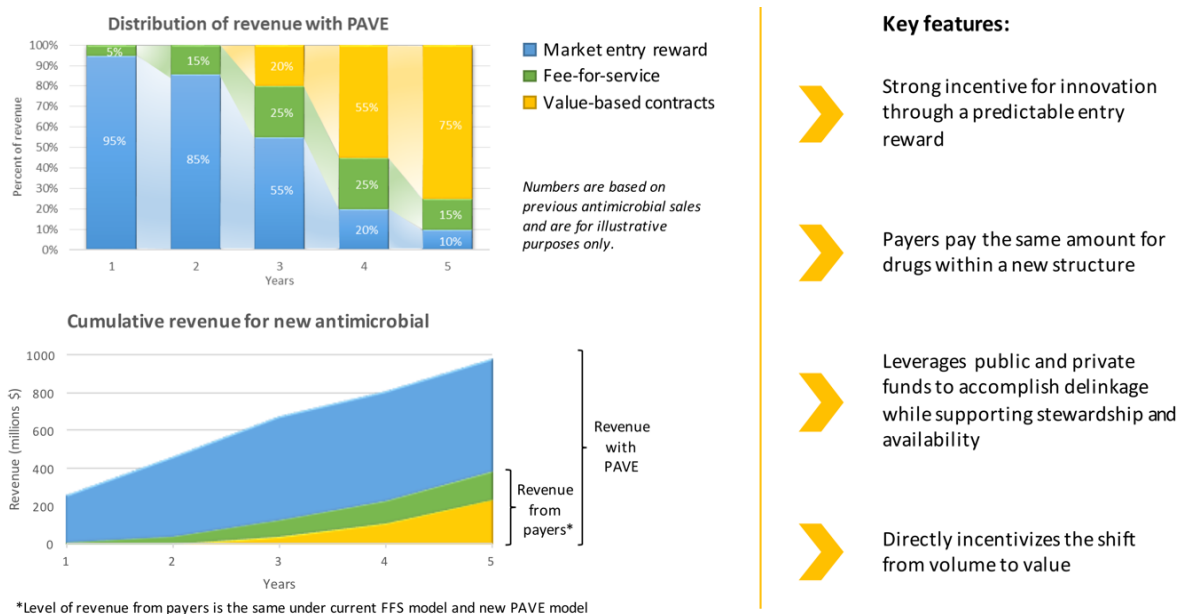 Distribution of revenue with PAVE
Percent of revenue
100%
90%
80%
70%
60%
50%
40%
30%
20%
10%
0%
5%
95%
15%
85%
20%
25%
55%
55%
25%
20%
75%
15%
10%
1 2 3 4 5
Years
Market entry reward
Fee-for-service
Value-based contracts
Numbers are based on
previous antimicrobial sales
and are for illustrative
purposes only.
Cumulative revenue for new antimicrobial
Revenue (millions $)
1000
800
600
400
200
0
1 2 3 4 5
Years
Revenue
from
payers*
Revenue
with
PAVE
*Level of revenue from payers is the same under current FFS model and new PAVE model
Key features:
Strong incentive for innovation
through a predictable entry
reward
Payers pay the same amount for
drugs within a new structure
Leverages public and private
funds to accomplish delinkage
while supporting stewardship and
availability
Directly incentivizes the shift
from volume to value